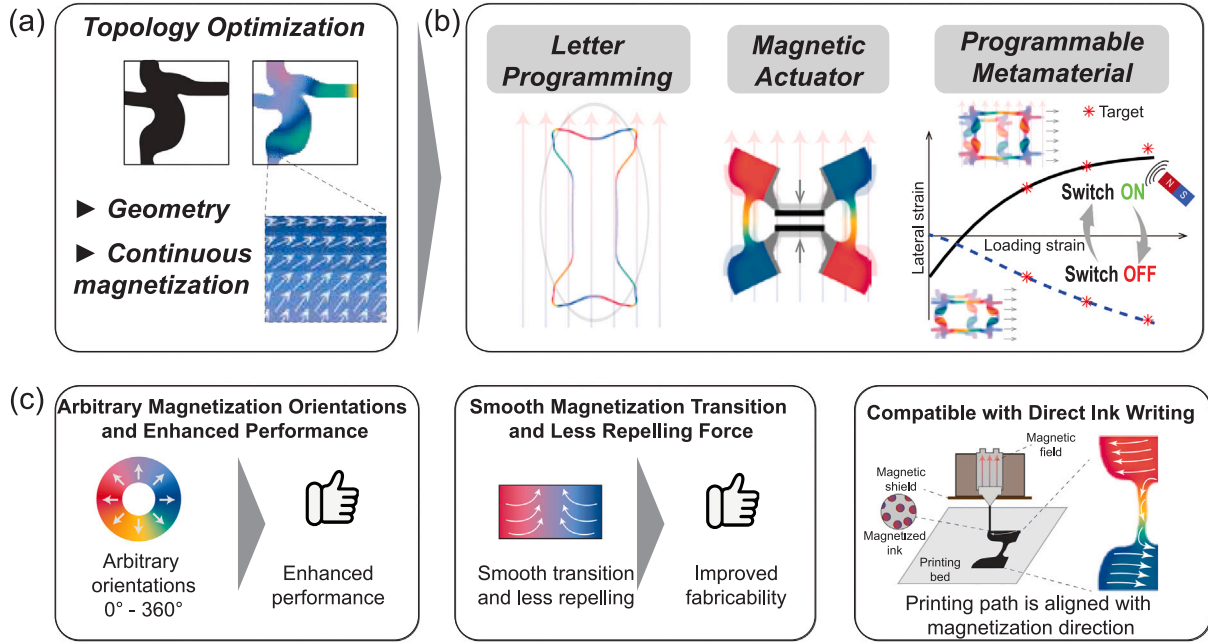 (a)
Topology Optimization
► Geometry
► Continuous
magnetization
(b)
Letter
Programming
Magnetic
Actuator
Programmable
Metamaterial
Target
Lateral strain
Loading strain
Switch ON
N S
Switch OFF
(c)
Arbitrary Magnetization Orientations
and Enhanced Performance
Arbitrary
orientations
0° - 360°
Enhanced
performance
Smooth Magnetization Transition
and Less Repelling Force
Smooth transition
and less repelling
Improved
fabricability
Compatible with Direct Ink Writing
Magnetic
field
Magnetic
shield
Magnetized
ink
Printing
bed
Printing path is aligned with
magnetization direction